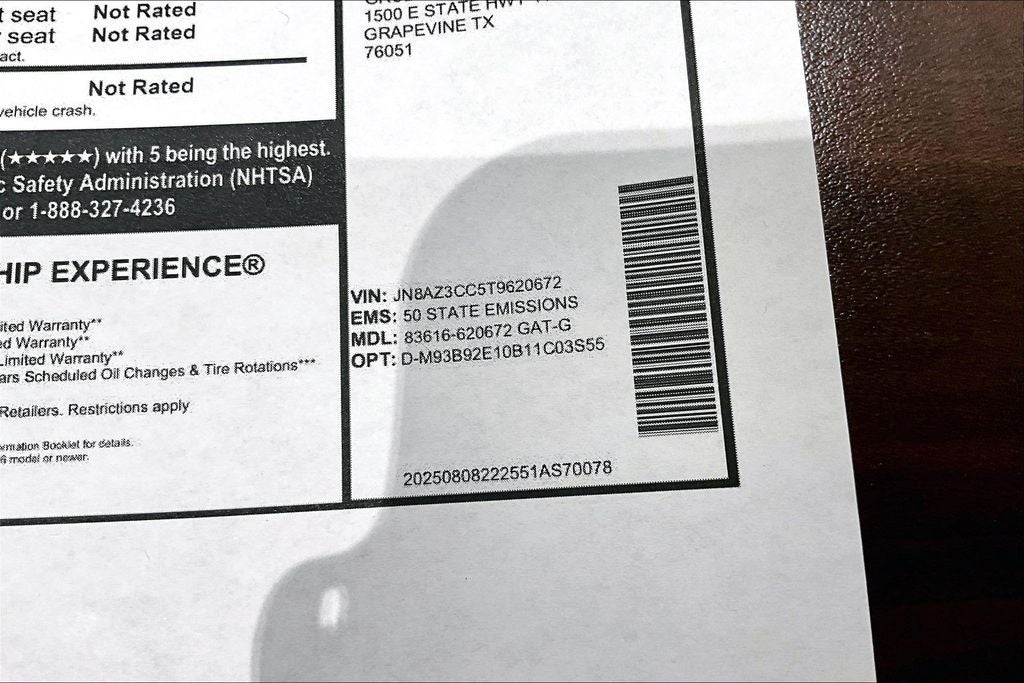 t seat Not Rated
seat Not Rated
act.
Not Rated
vehicle crash.
(★★★★★) with 5 being the highest.
c Safety Administration (NHTSA)
or 1-888-327-4236
HIP EXPERIENCE®
ited Warranty**
ed Warranty**
Limited Warranty**
ars Scheduled Oil Changes & Tire Rotations***
Retailers. Restrictions apply
rmation Booklet for details.
6 model or newer.
1500 E STATE HWY
GRAPEVINE TX
76051
VIN: JN8AZ3CC5T9620672
EMS: 50 STATE EMISSIONS
MDL: 83616-620672 GAT-G
OPT: D-M93B92E10B11C03S55
20250808222551AS70078